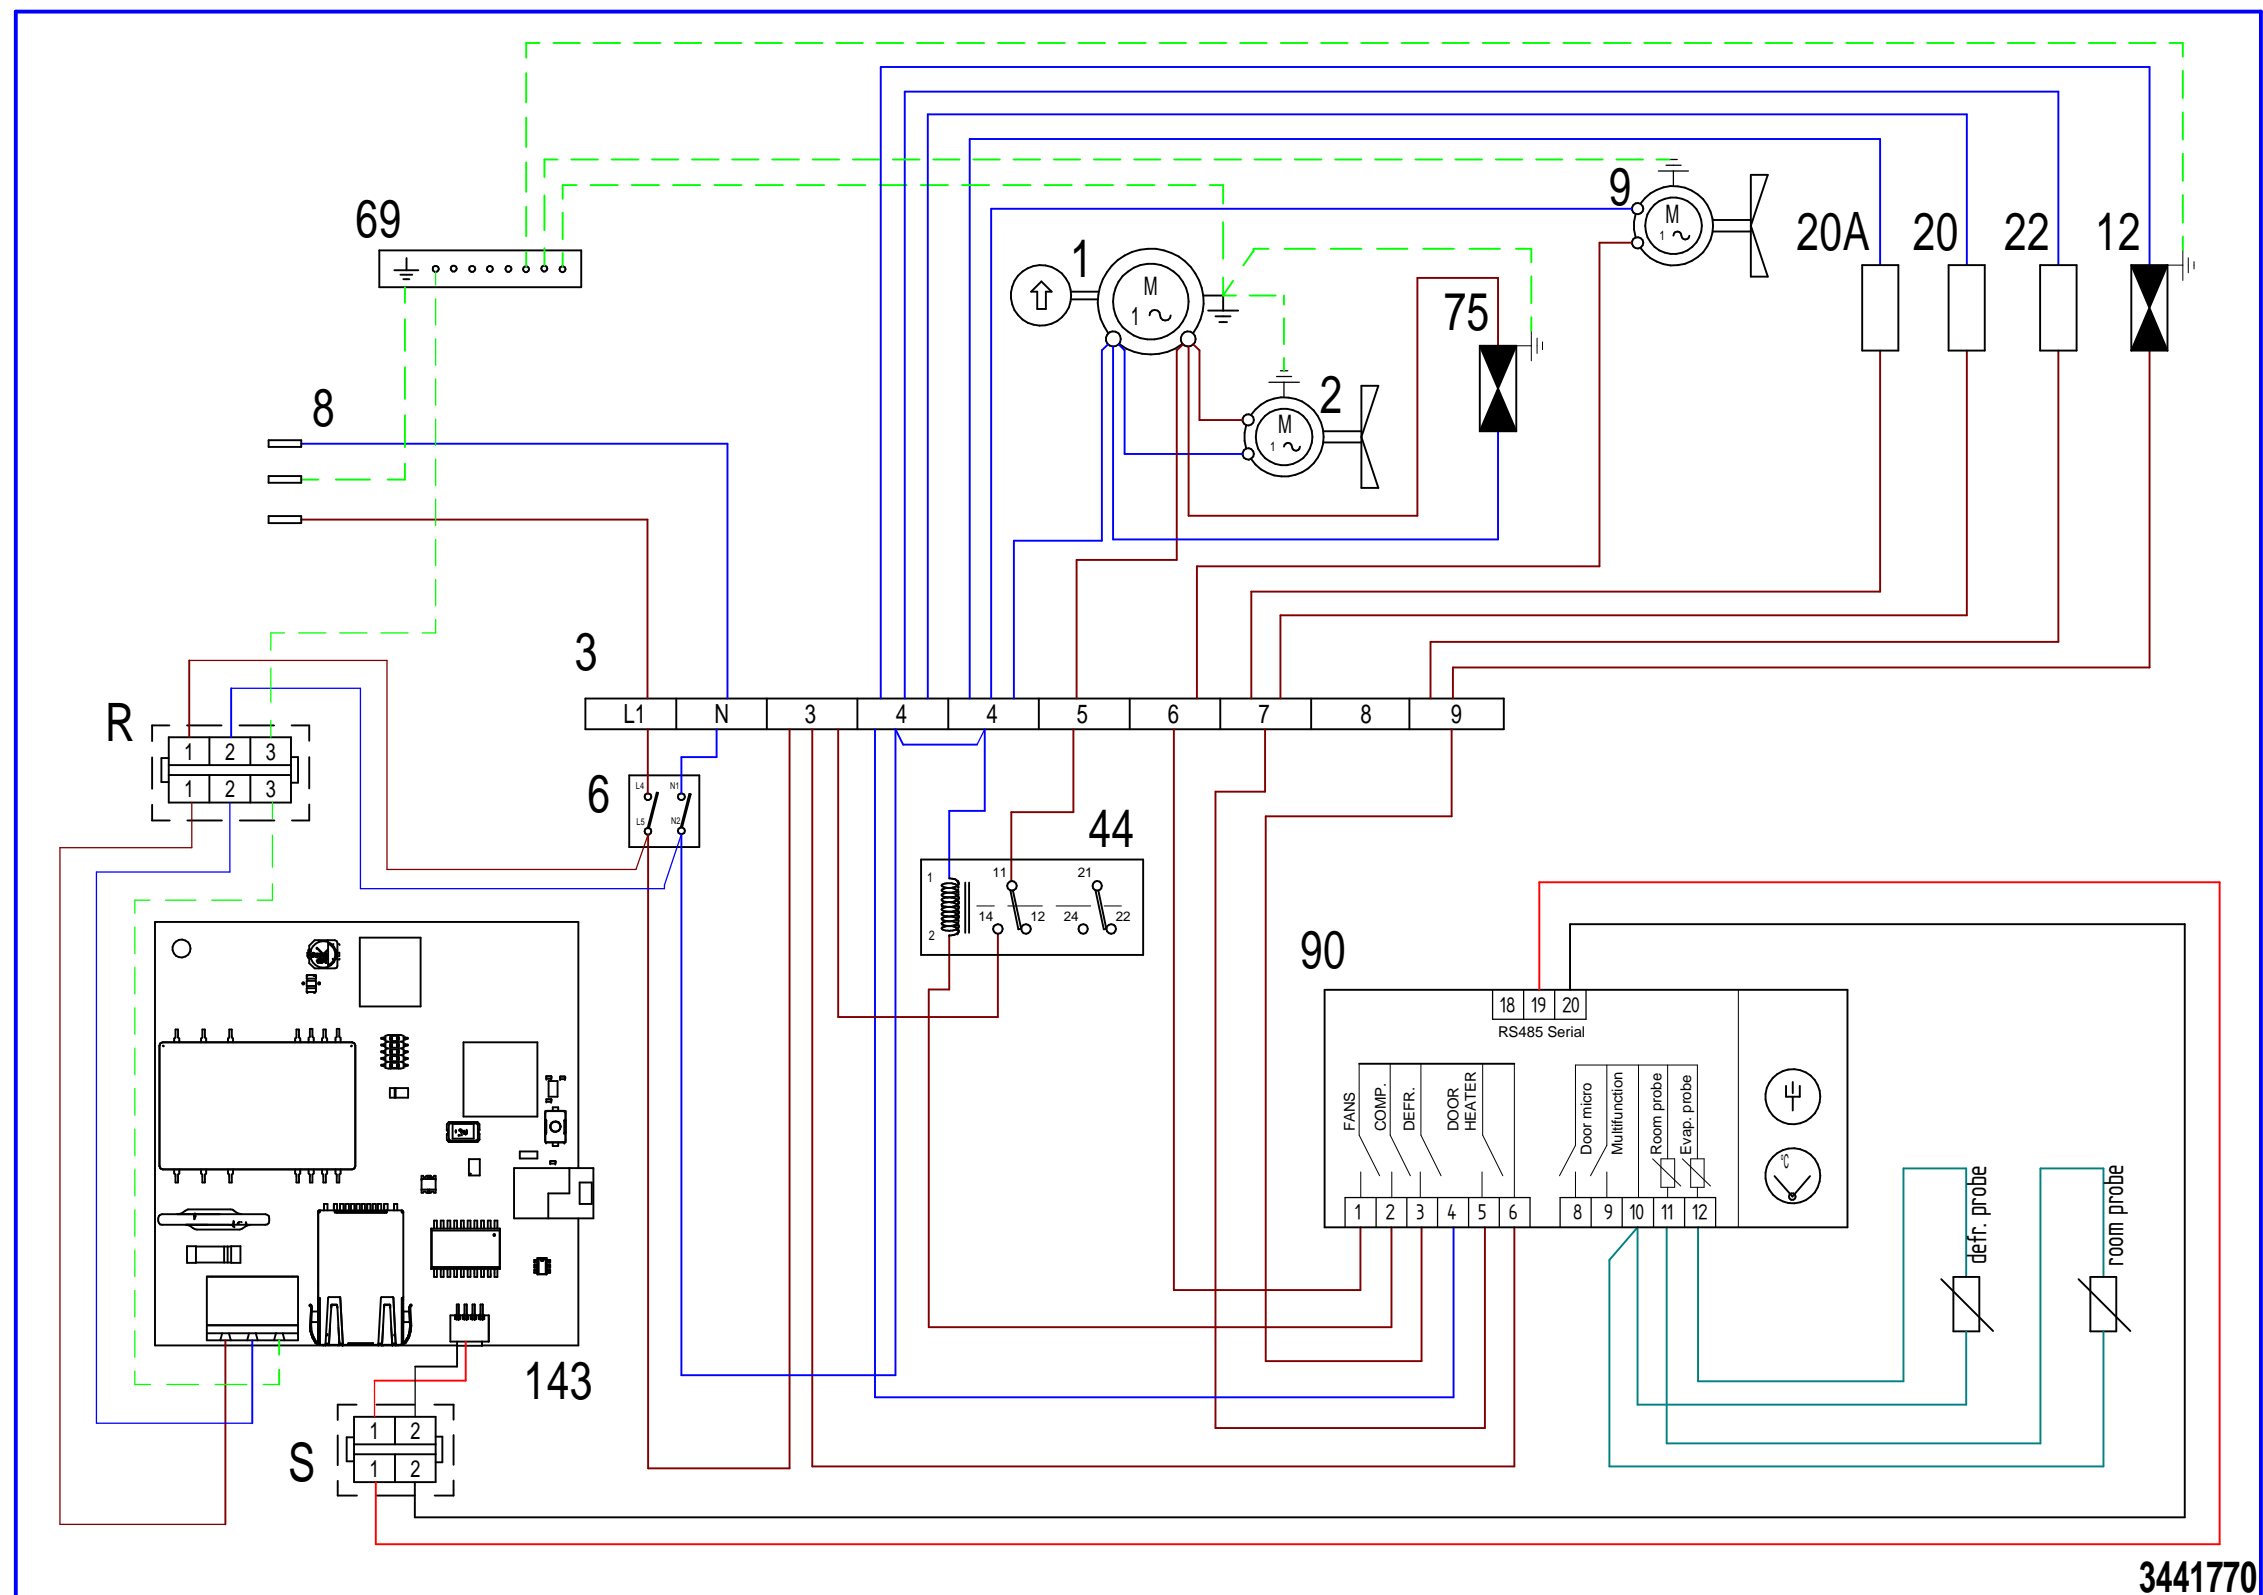 69
9
20A
20
22
12
1
M
1
M
1
75
2
M
1
8
3
L1 N 3 4 4 5 6 7 8 9
R
1 2 3
1 2 3
6
L4 N1
L5 N2
44
1
2
11
14 12
21
24 22
90
18 19 20
RS485 Serial
FANS
COMP.
DEFR.
DOOR
HEATER
Door micro
Multifunction
Room probe
Evap. probe
°C
1 2 3 4 5 6
8 9 10 11 12
defr. probe
room probe
143
S
1 2
1 2
3441770